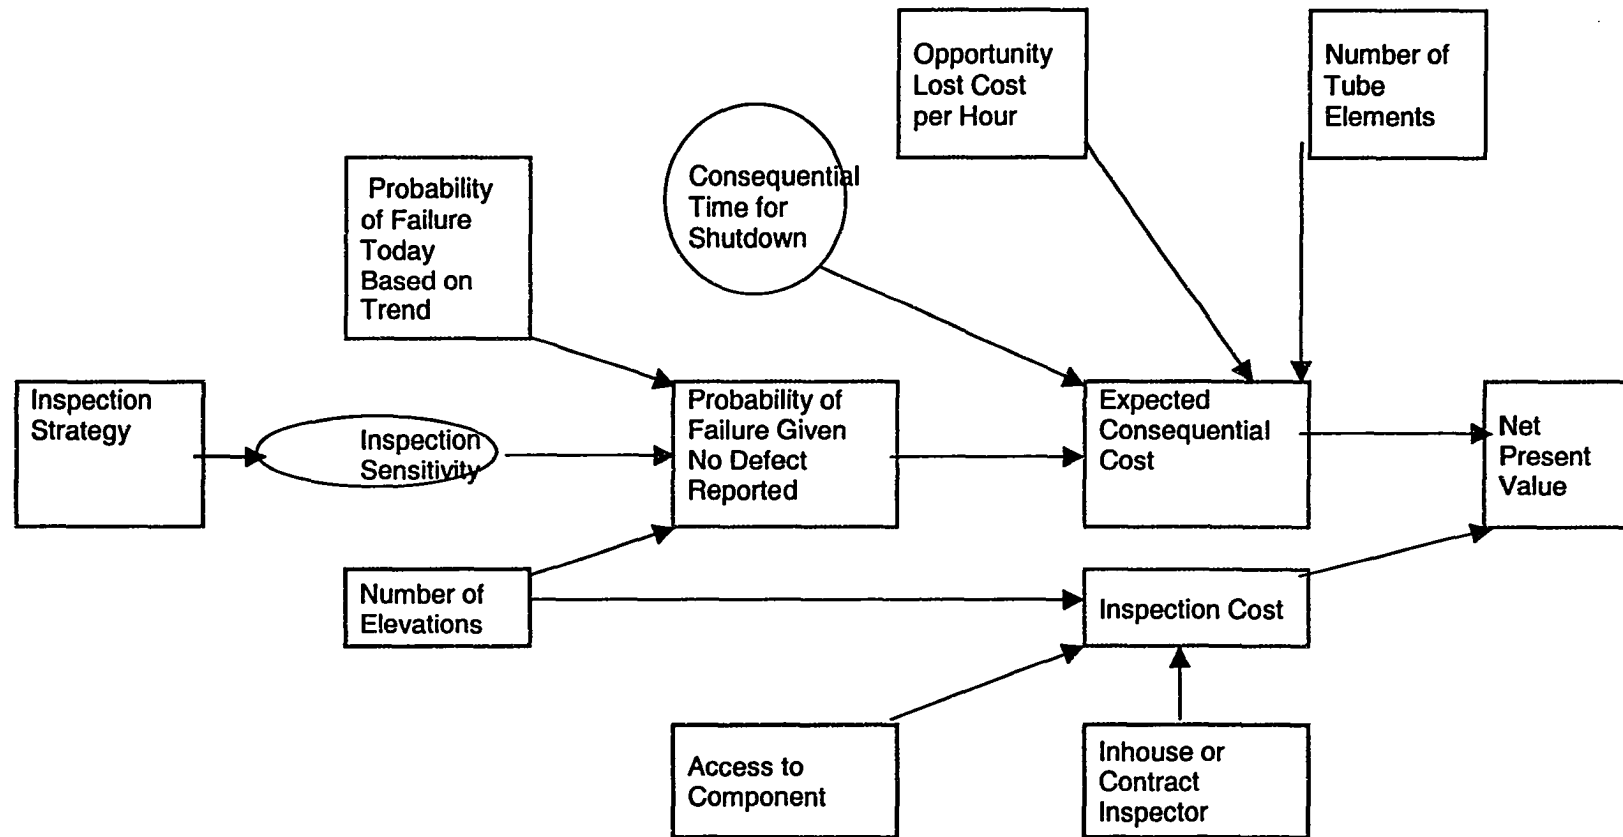 Opportunity
Lost Cost
per Hour
Number of
Tube
Elements
Consequential
Time for
Shutdown
Probability
of Failure
Today
Based on
Trend
Inspection
Strategy
Inspection
Sensitivity
Probability of
Failure Given
No Defect
Reported
Expected
Consequential
Cost
Net
Present
Value
Number of
Elevations
Inspection Cost
Access to
Component
Inhouse or
Contract
Inspector